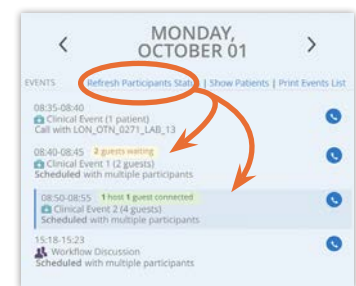 MONDAY,
OCTOBER 01
EVENTS Refresh Participants Status | Show Patients | Print Events List
08:35-08:40
Clinical Event (1 patient)
Call with LON_OTN_0271_LAB_13
08:40-08:45 2 guests waiting
Clinical Event 1 (2 guests)
Scheduled with multiple participants
08:50-08:55 1 host 1 guest connected
Clinical Event 2 (4 guests)
Scheduled with multiple participants
15:18-15:23
Workflow Discussion
Scheduled with multiple participants